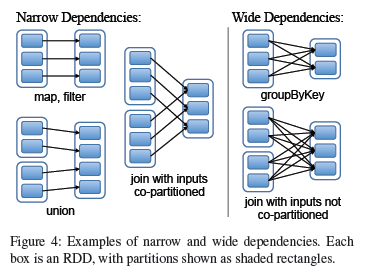 Narrow Dependencies:
Wide Dependencies:
map, filter
groupByKey
join with inputs
co-partitioned
union
join with inputs not
co-partitioned
Figure 4: Examples of narrow and wide dependencies. Each
box is an RDD, with partitions shown as shaded rectangles.